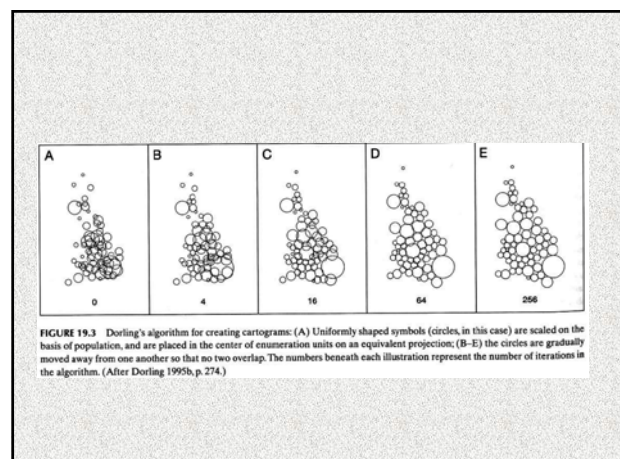 A B C D E
0 4 16 64 256
FIGURE 19.3 Dorling's algorithm for creating cartograms: (A) Uniformly shaped symbols (circles, in this case) are scaled on the
basis of population, and are placed in the center of enumeration units on an equivalent projection; (B–E) the circles are gradually
moved away from one another so that no two overlap. The numbers beneath each illustration represent the number of iterations in
the algorithm. (After Dorling 1995b, p. 274.)